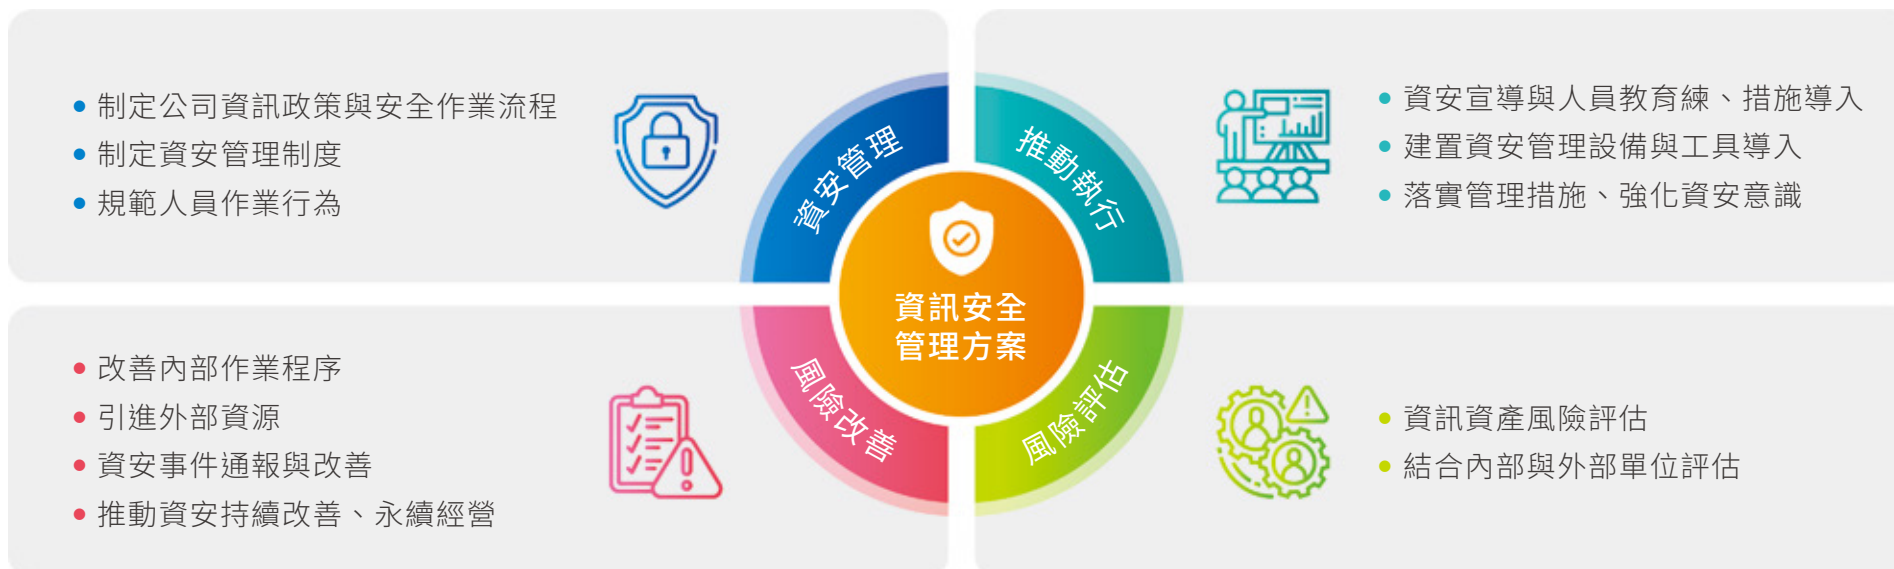 制定公司資訊政策與安全作業流程
制定資安管理制度
規範人員作業行為
資安管理
推動執行
資安宣導與人員教育練、措施導入
建置資安管理設備與工具導入
落實管理措施、強化資安意識
資訊安全
管理方案
改善內部作業程序
引進外部資源
資安事件通報與改善
推動資安持續改善、永續經營
風險改善
風險評估
資訊資產風險評估
結合內部與外部單位評估